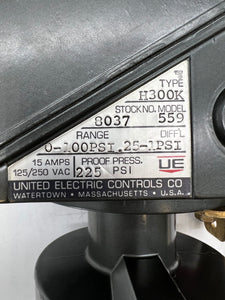 TYPE
H300K
STOCK NO. MODEL
8037 559
RANGE DIFF'L
0-100PSI .25-1PSI
15 AMPS PROOF PRESS. UE
125/250 VAC 225 PSI
UNITED ELECTRIC CONTROLS CO
WATERTOWN • MASSACHUSETTS • U.S.A.